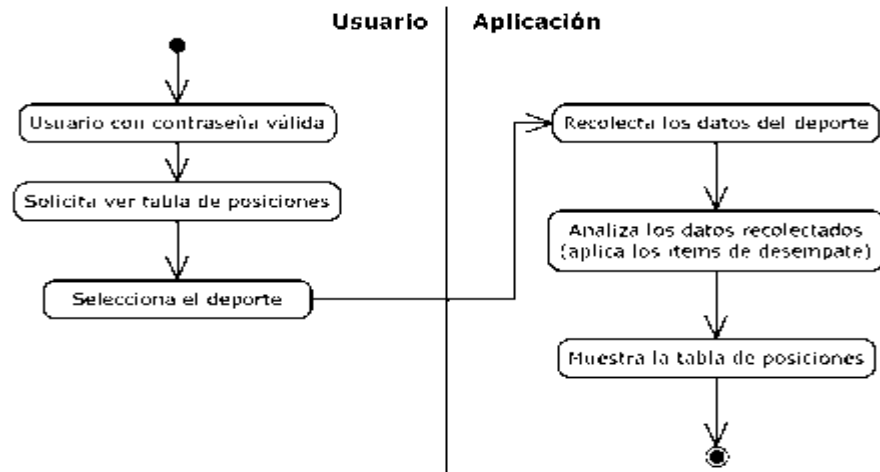 Usuario
Aplicación
Usuario con contraseña válida
Solicita ver tabla de posiciones
Selecciona el deporte
Recolecta los datos del deporte
Analiza los datos recolectados
(aplica los items de desempate)
Muestra la tabla de posiciones